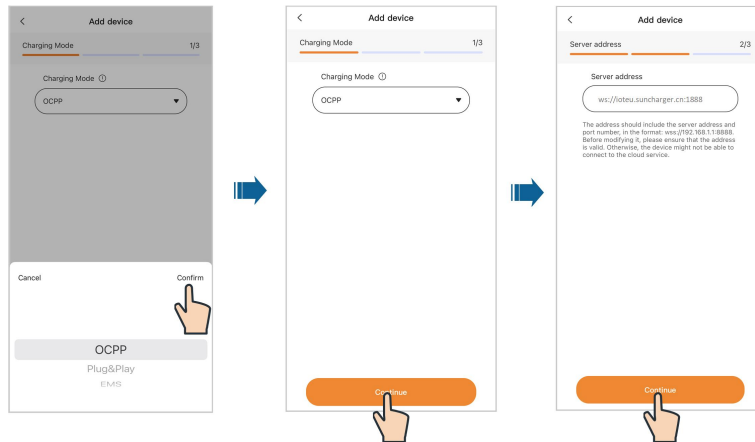 Add device
Charging Mode 1/3
Charging Mode
OCPP
Cancel Confirm
OCPP
Plug&Play
EMS
Add device
Charging Mode 1/3
Charging Mode
OCPP
Continue
Add device
Server address 2/3
Server address
ws://ioteu.suncharger.cn:1888
The address should include the server address and
port number, in the format: wss://192.168.1.1:8888.
Before modifying it, please ensure that the address
is valid. Otherwise, the device might not be able to
connect to the cloud service.
Continue